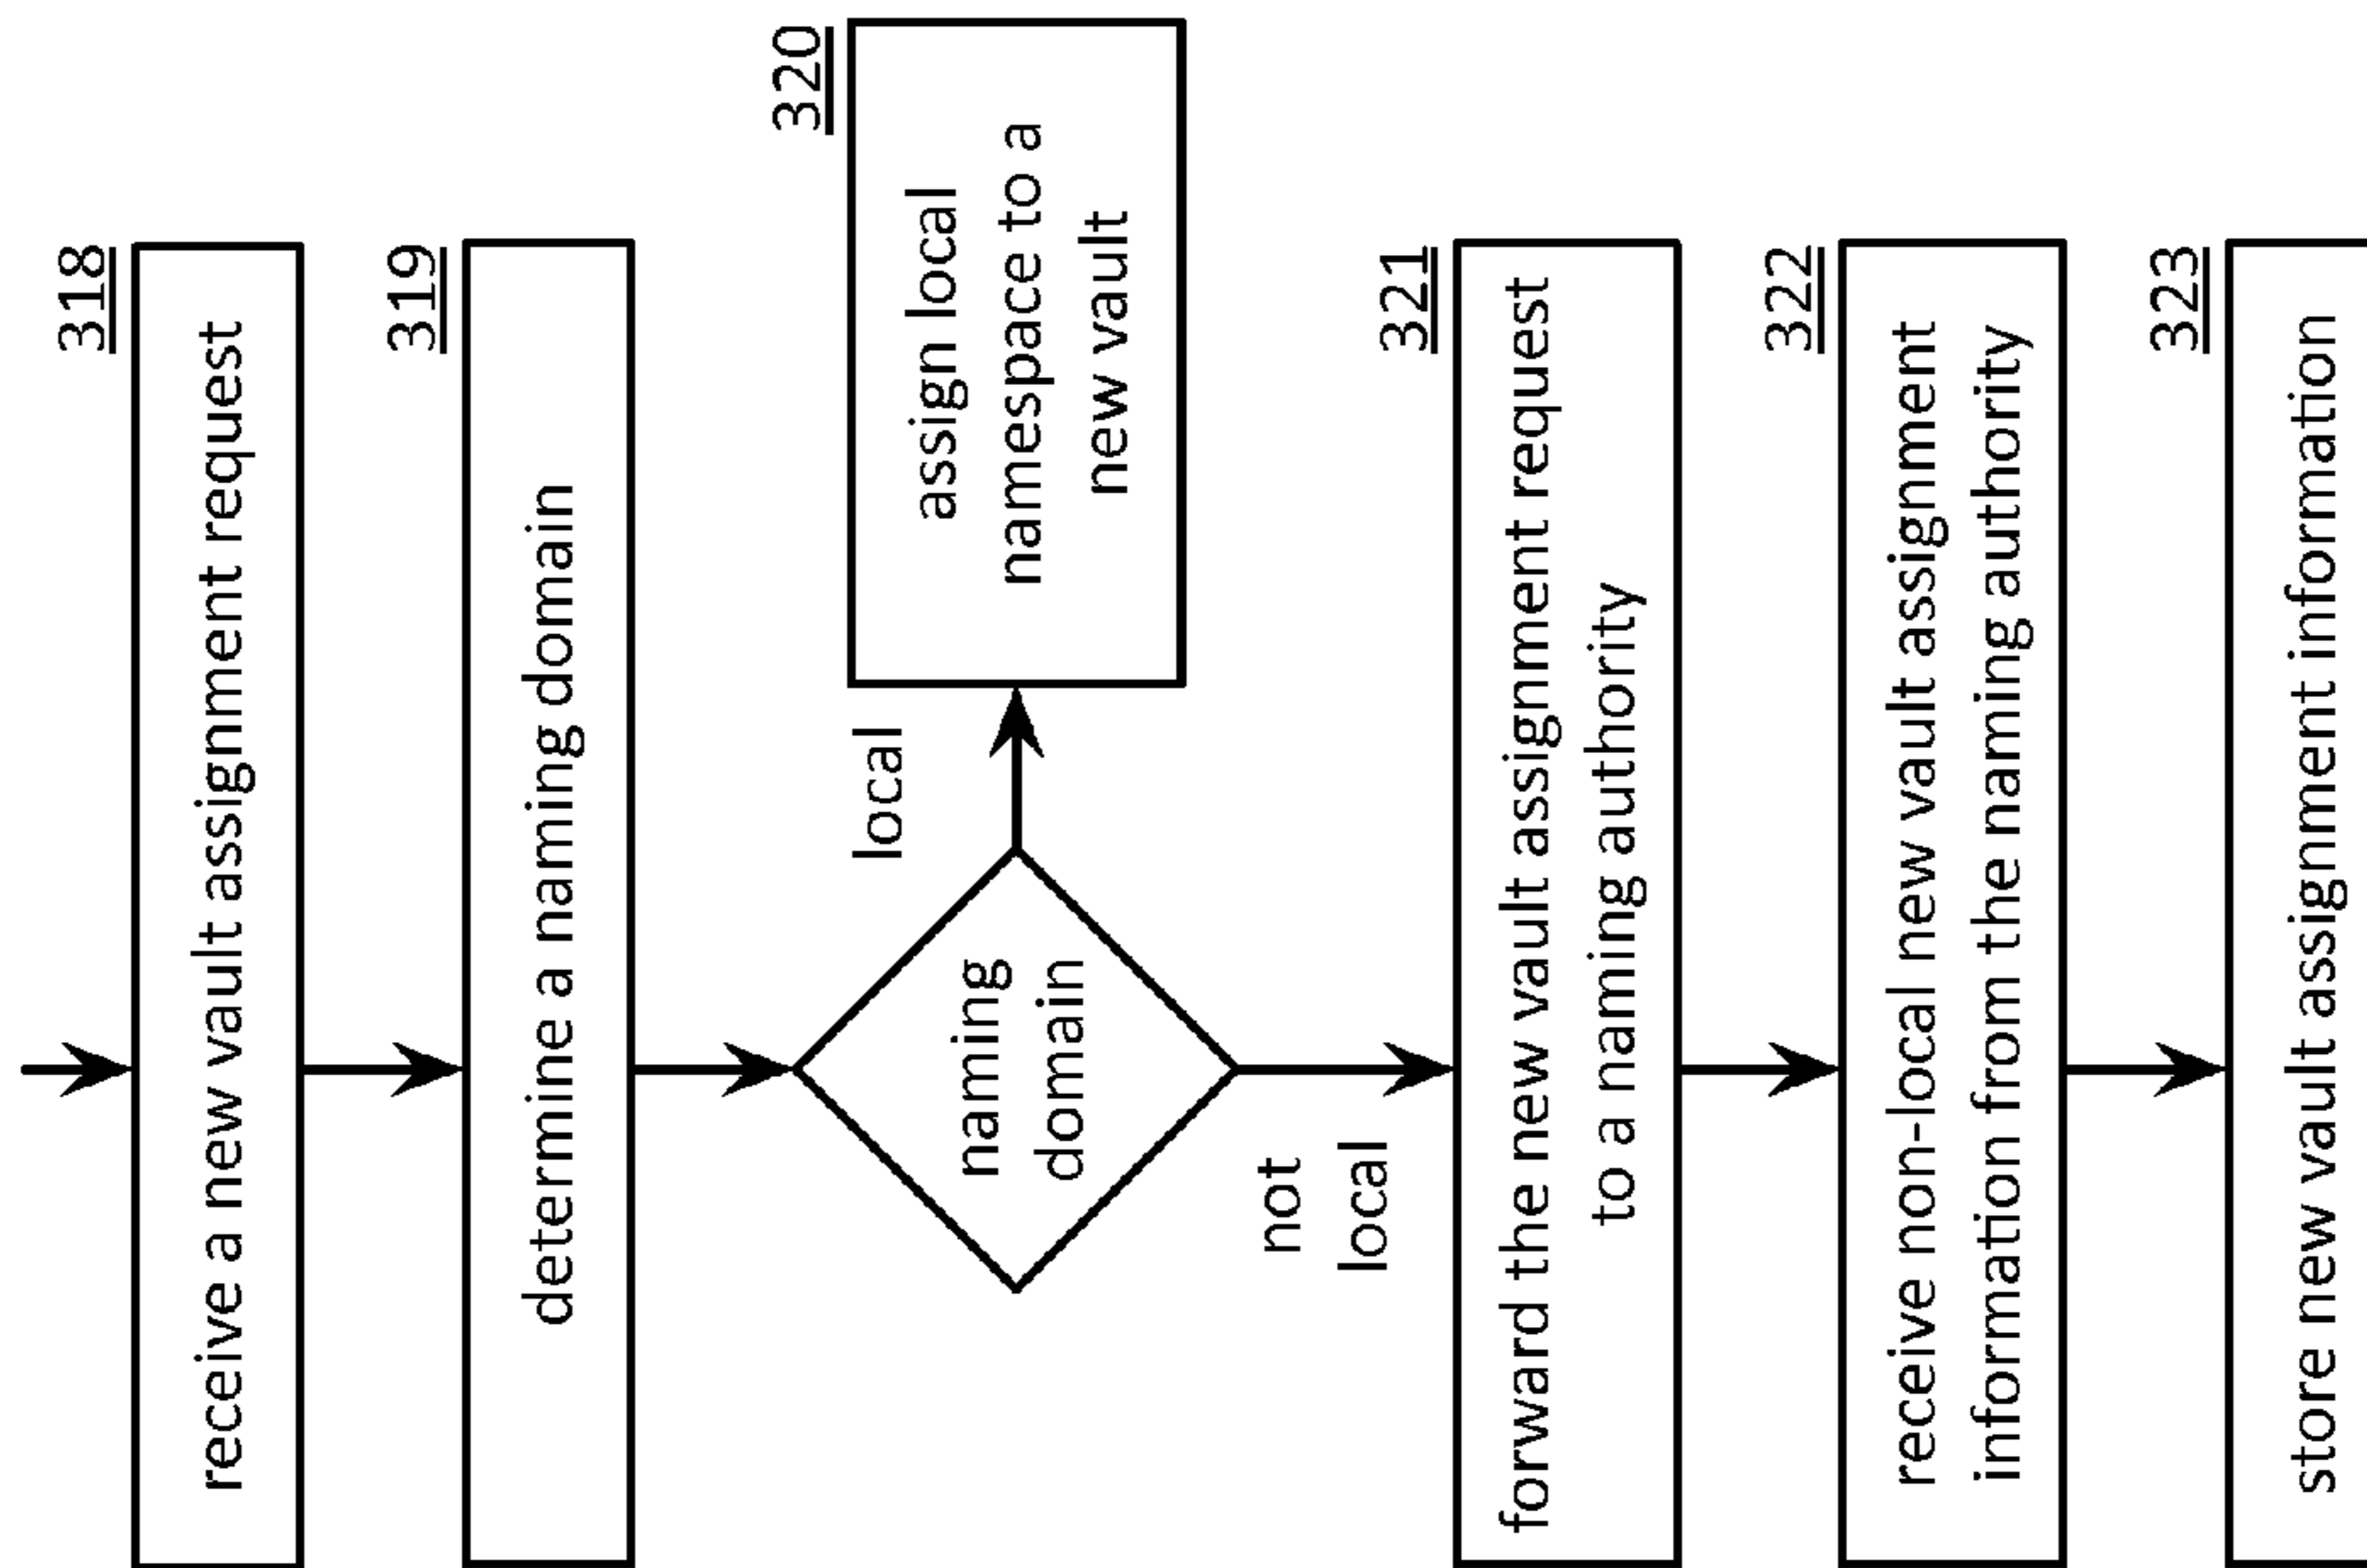 318
receive a new vault assignment request
319
determine a naming domain
naming
domain
local
320
assign local
namespace to a
new vault
not
local
321
forward the new vault assignment request
to a naming authority
322
receive non-local new vault assignment
information from the naming authority
323
store new vault assignment information